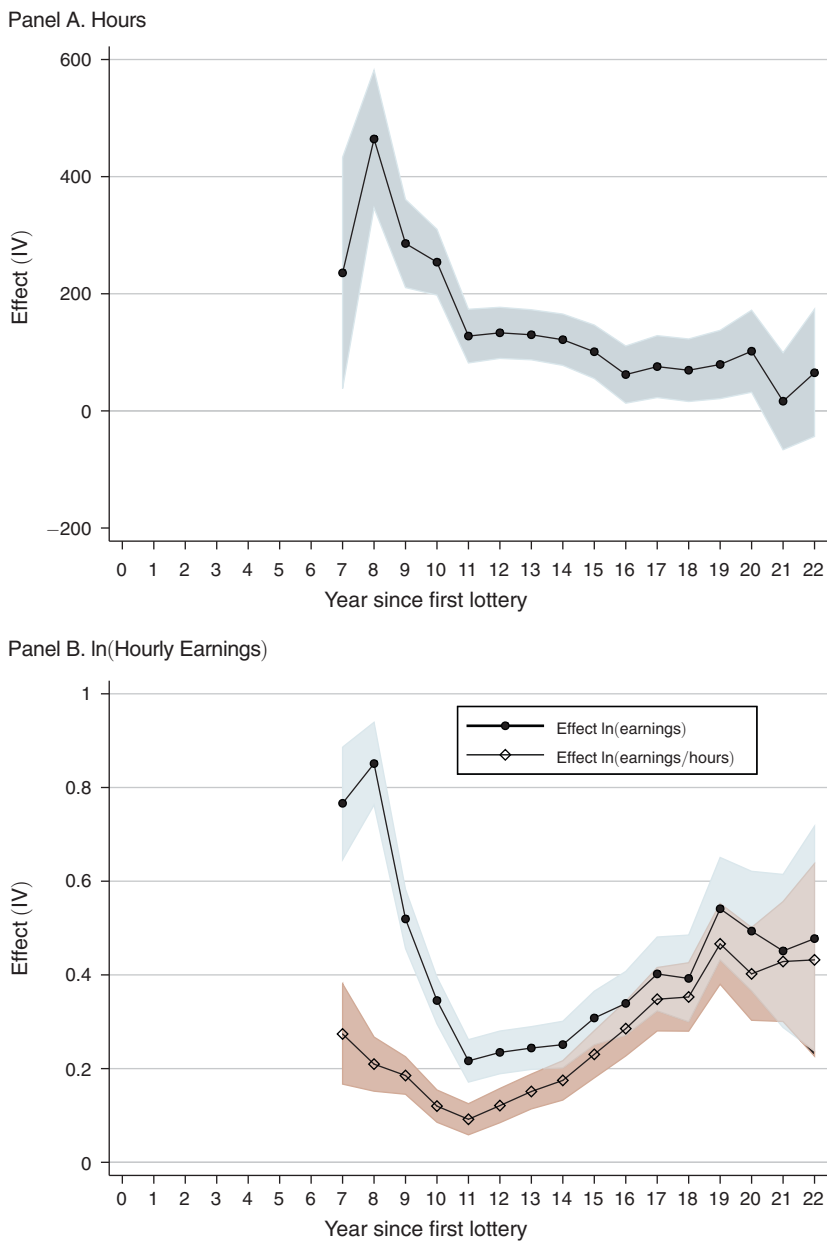 Panel A. Hours
600
400
200
0
−200
Effect (IV)
0 1 2 3 4 5 6 7 8 9 10 11 12 13 14 15 16 17 18 19 20 21 22
Year since first lottery
Panel B. ln(Hourly Earnings)
1
0.8
0.6
0.4
0.2
0
Effect (IV)
Effect ln(earnings)
Effect ln(earnings/hours)
0 1 2 3 4 5 6 7 8 9 10 11 12 13 14 15 16 17 18 19 20 21 22
Year since first lottery